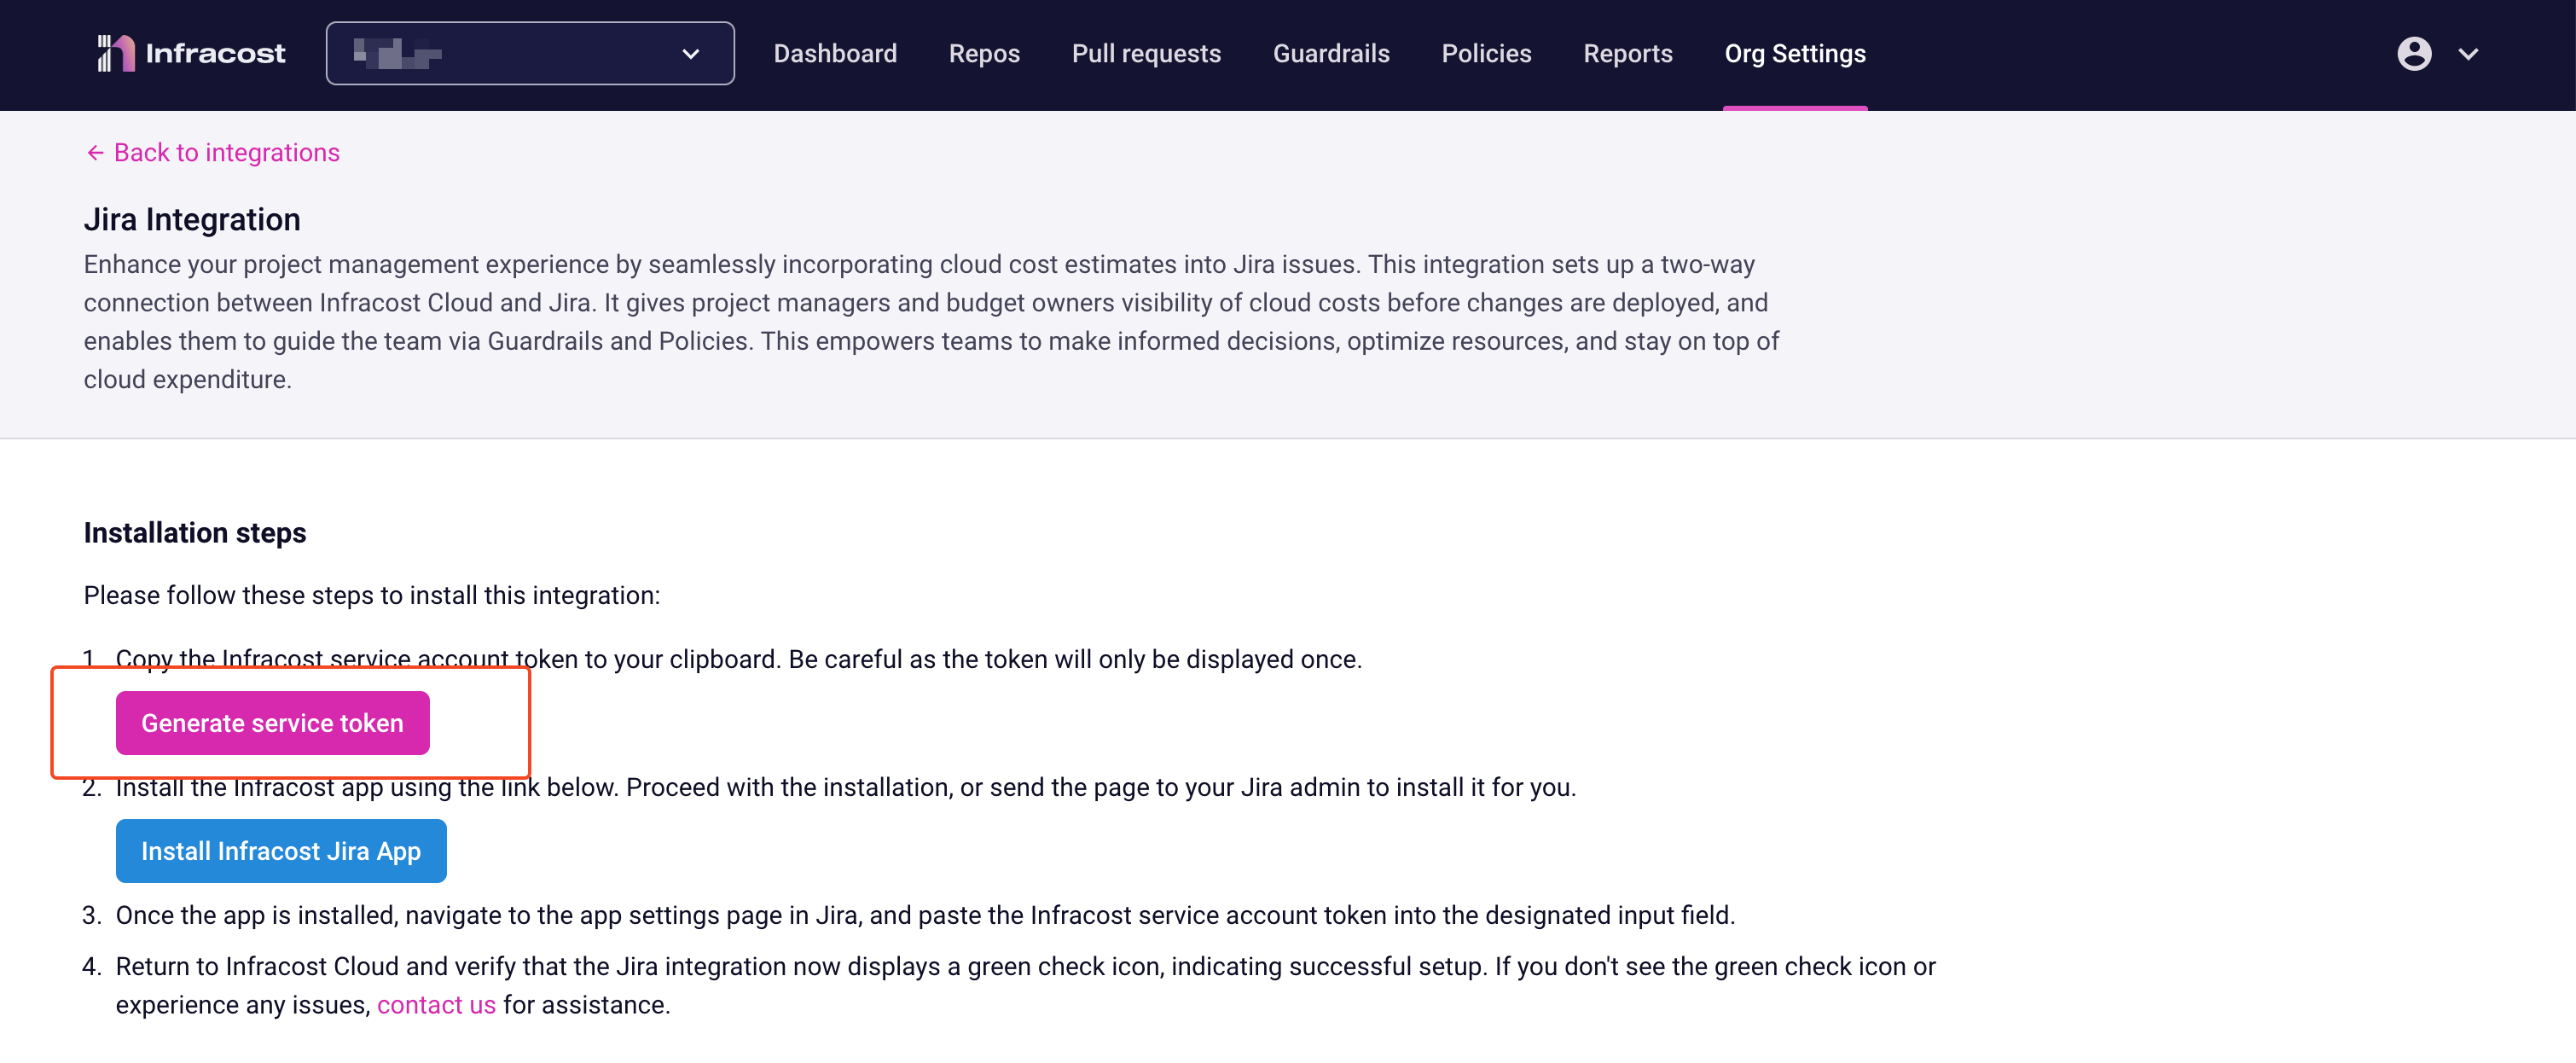 Infracost
Dashboard
Repos
Pull requests
Guardrails
Policies
Reports
Org Settings
← Back to integrations
Jira Integration
Enhance your project management experience by seamlessly incorporating cloud cost estimates into Jira issues. This integration sets up a two-way
connection between Infracost Cloud and Jira. It gives project managers and budget owners visibility of cloud costs before changes are deployed, and
enables them to guide the team via Guardrails and Policies. This empowers teams to make informed decisions, optimize resources, and stay on top of
cloud expenditure.
Installation steps
Please follow these steps to install this integration:
1. Copy the Infracost service account token to your clipboard. Be careful as the token will only be displayed once.
Generate service token
2. Install the Infracost app using the link below. Proceed with the installation, or send the page to your Jira admin to install it for you.
Install Infracost Jira App
3. Once the app is installed, navigate to the app settings page in Jira, and paste the Infracost service account token into the designated input field.
4. Return to Infracost Cloud and verify that the Jira integration now displays a green check icon, indicating successful setup. If you don't see the green check icon or
experience any issues, contact us for assistance.